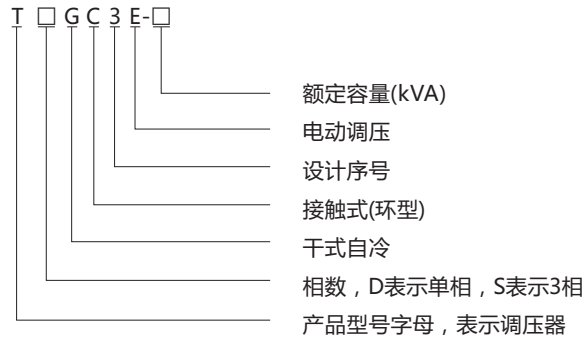 T □ G C 3 E-□
额定容量(kVA)
电动调压
设计序号
接触式(环型)
干式自冷
相数，D表示单相，S表示3相
产品型号字母，表示调压器